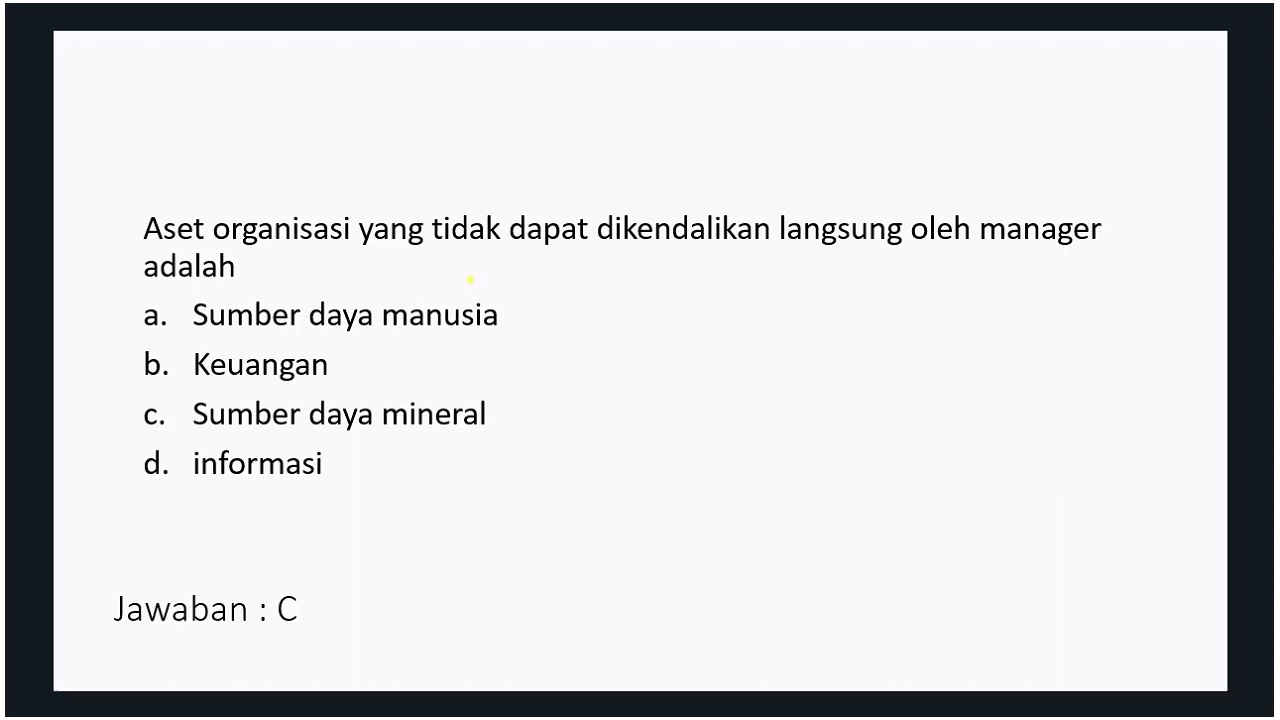 Aset organisasi yang tidak dapat dikendalikan langsung oleh manager
adalah
a. Sumber daya manusia
b. Keuangan
c. Sumber daya mineral
d. informasi
Jawaban : C